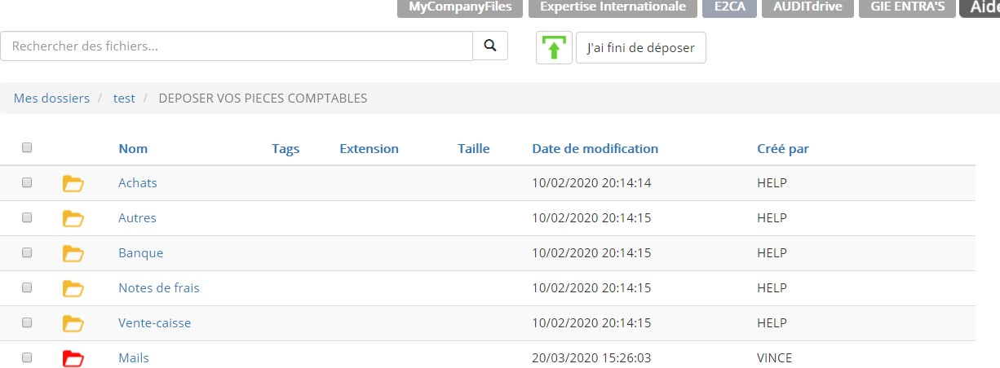 MyCompanyFiles Expertise Internationale E2CA AUDITdrive GIE ENTRA'S Aide
Rechercher des fichiers... J'ai fini de déposer
Mes dossiers / test / DEPOSER VOS PIECES COMPTABLES
Nom Tags Extension Taille Date de modification Créé par
Achats 10/02/2020 20:14:14 HELP
Autres 10/02/2020 20:14:15 HELP
Banque 10/02/2020 20:14:15 HELP
Notes de frais 10/02/2020 20:14:15 HELP
Vente-caisse 10/02/2020 20:14:15 HELP
Mails 20/03/2020 15:26:03 VINCE